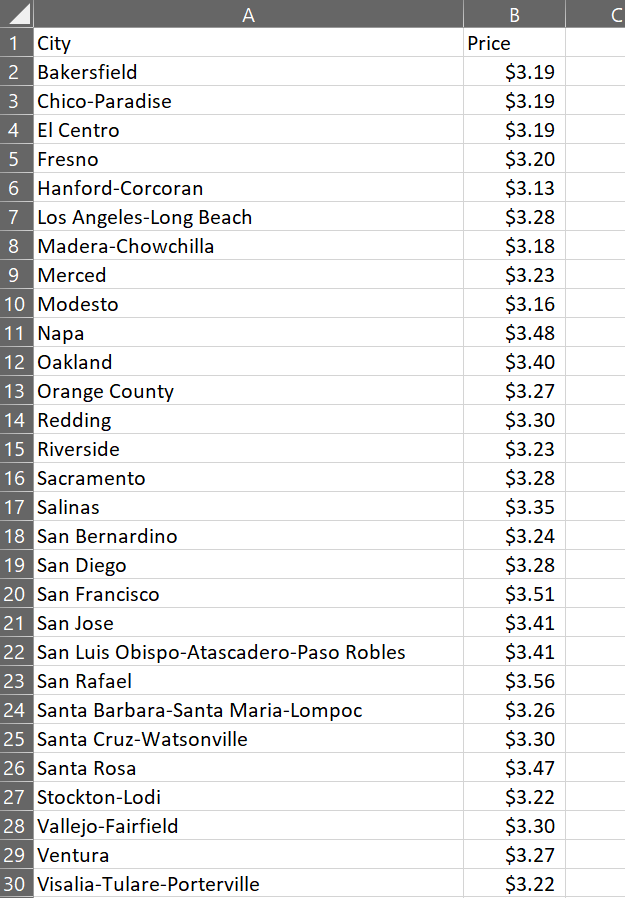 A B C
1 City Price
2 Bakersfield $3.19
3 Chico-Paradise $3.19
4 El Centro $3.19
5 Fresno $3.20
6 Hanford-Corcoran $3.13
7 Los Angeles-Long Beach $3.28
8 Madera-Chowchilla $3.18
9 Merced $3.23
10 Modesto $3.16
11 Napa $3.48
12 Oakland $3.40
13 Orange County $3.27
14 Redding $3.30
15 Riverside $3.23
16 Sacramento $3.28
17 Salinas $3.35
18 San Bernardino $3.24
19 San Diego $3.28
20 San Francisco $3.51
21 San Jose $3.41
22 San Luis Obispo-Atascadero-Paso Robles $3.41
23 San Rafael $3.56
24 Santa Barbara-Santa Maria-Lompoc $3.26
25 Santa Cruz-Watsonville $3.30
26 Santa Rosa $3.47
27 Stockton-Lodi $3.22
28 Vallejo-Fairfield $3.30
29 Ventura $3.27
30 Visalia-Tulare-Porterville $3.22